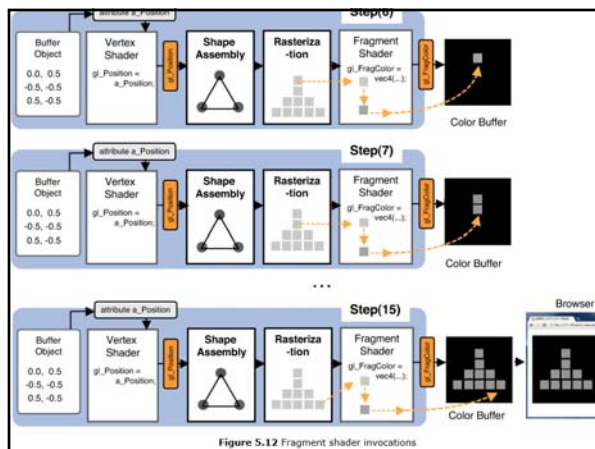 Step(6)
attribute a_Position
Buffer
Object
0.0, 0.5
-0.5, -0.5
0.5, -0.5
Vertex
Shader
gl_Position =
a_Position;
gl_Position
Shape
Assembly
Rasteriza
-tion
Fragment
Shader
gl_FragColor =
vec4(...);
gl_FragColor
Color Buffer
Step(7)
attribute a_Position
Buffer
Object
0.0, 0.5
-0.5, -0.5
0.5, -0.5
Vertex
Shader
gl_Position =
a_Position;
gl_Position
Shape
Assembly
Rasteriza
-tion
Fragment
Shader
gl_FragColor =
vec4(...);
gl_FragColor
Color Buffer
...
Step(15)
attribute a_Position
Buffer
Object
0.0, 0.5
-0.5, -0.5
0.5, -0.5
Vertex
Shader
gl_Position =
a_Position;
gl_Position
Shape
Assembly
Rasteriza
-tion
Fragment
Shader
gl_FragColor =
vec4(...);
gl_FragColor
Color Buffer
Browser
Figure 5.12 Fragment shader invocations